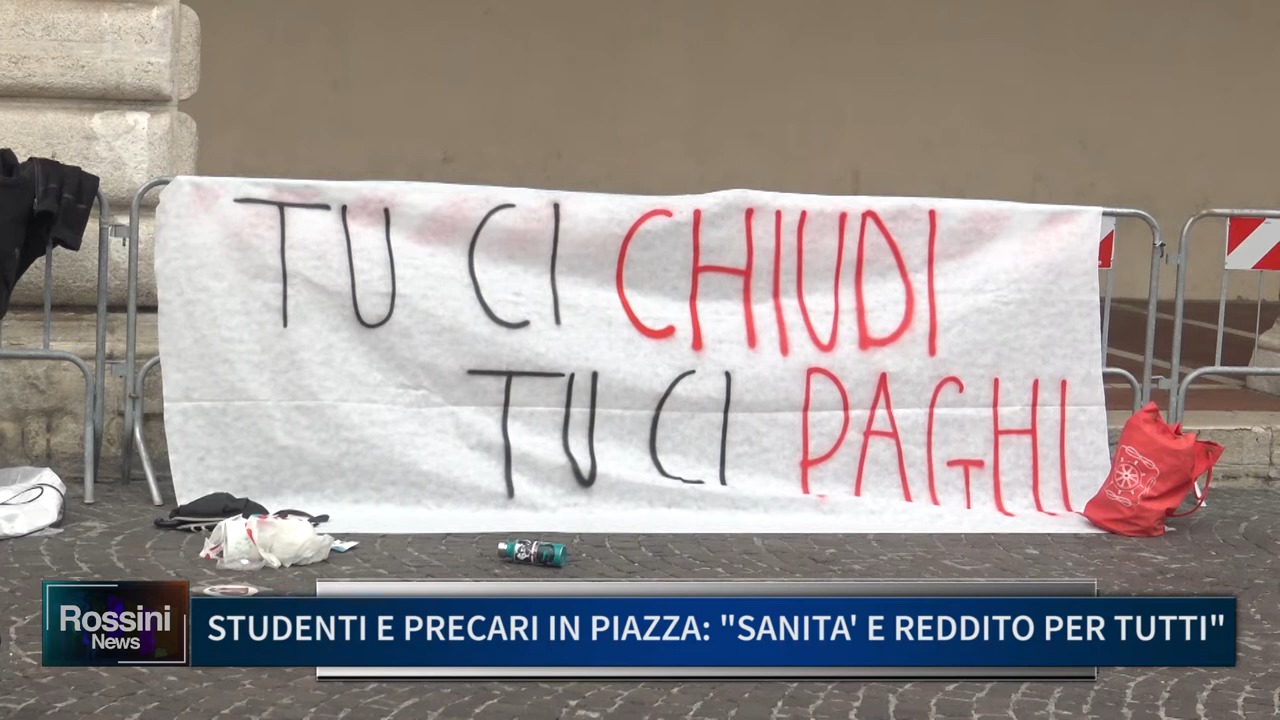 TU CI CHIUDI
TU CI PAGHI
Rossini
News
STUDENTI E PRECARI IN PIAZZA: "SANITA' E REDDITO PER TUTTI"